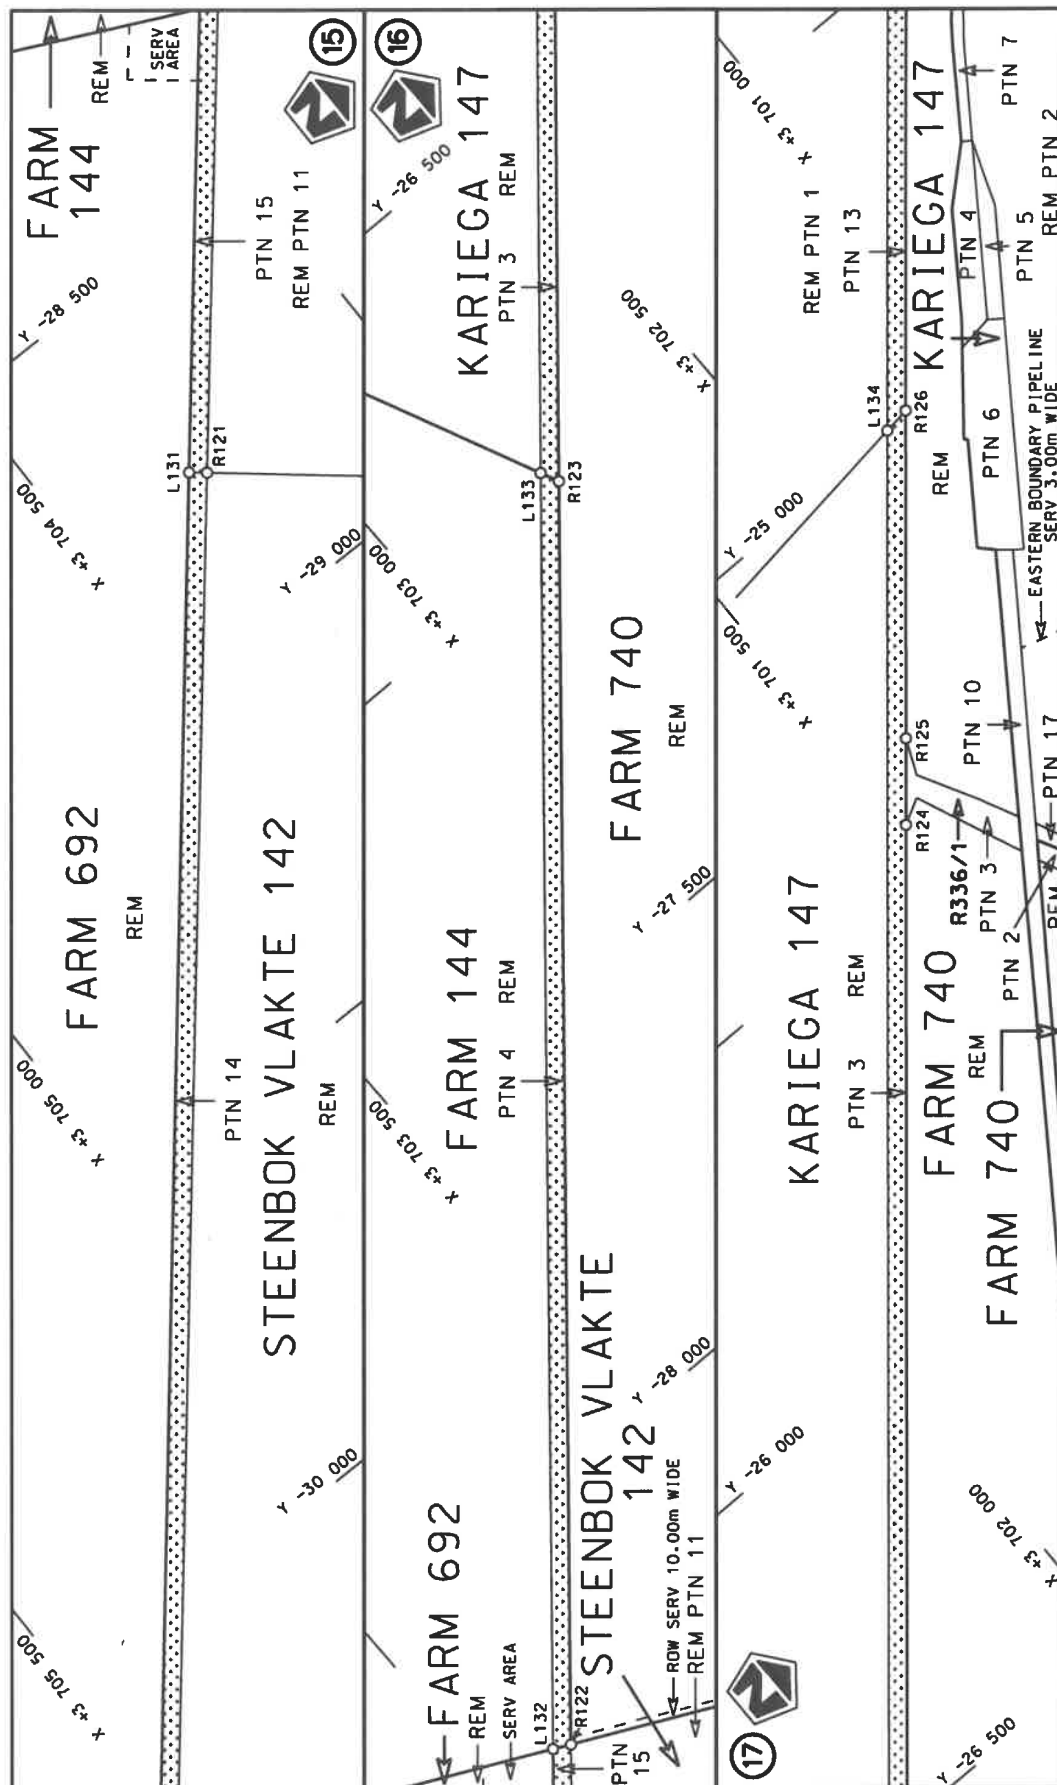 FARM
144
REM
SERV
AREA
Y -28 500
PTN 15
REM PTN 11
15
X +3 704 500
L131
R121
Y -29 000
FARM 692
REM
STEENBOK VLAKTE 142
REM
X +3 705 000
PTN 14
Y -30 000
X +3 705 500
16
Y -26 500
KARIEGA 147
PTN 3
REM
X +3 702 500
L133
R123
X +3 703 000
FARM 740
REM
Y -27 500
FARM 144
PTN 4
REM
X +3 703 500
STEENBOK VLAKTE
142
Y -28 000
FARM 692
REM
SERV AREA
L132
R122
PTN
15
ROW SERV 10.00m WIDE
REM PTN 11
17
X +3 701 000
REM PTN 1
PTN 13
KARIEGA 147
PTN 7
PTN 4
PTN 5
REM PTN 2
L134
R126
REM
PTN 6
EASTERN BOUNDARY PIPELINE
SERV 3.00m WIDE
Y -25 000
X +3 701 500
R125
PTN 10
PTN 17
R124
R336/1
PTN 3
PTN 2
REM
KARIEGA 147
PTN 3
REM
FARM 740
REM
FARM 740
Y -26 000
X +3 702 000
Y -26 500